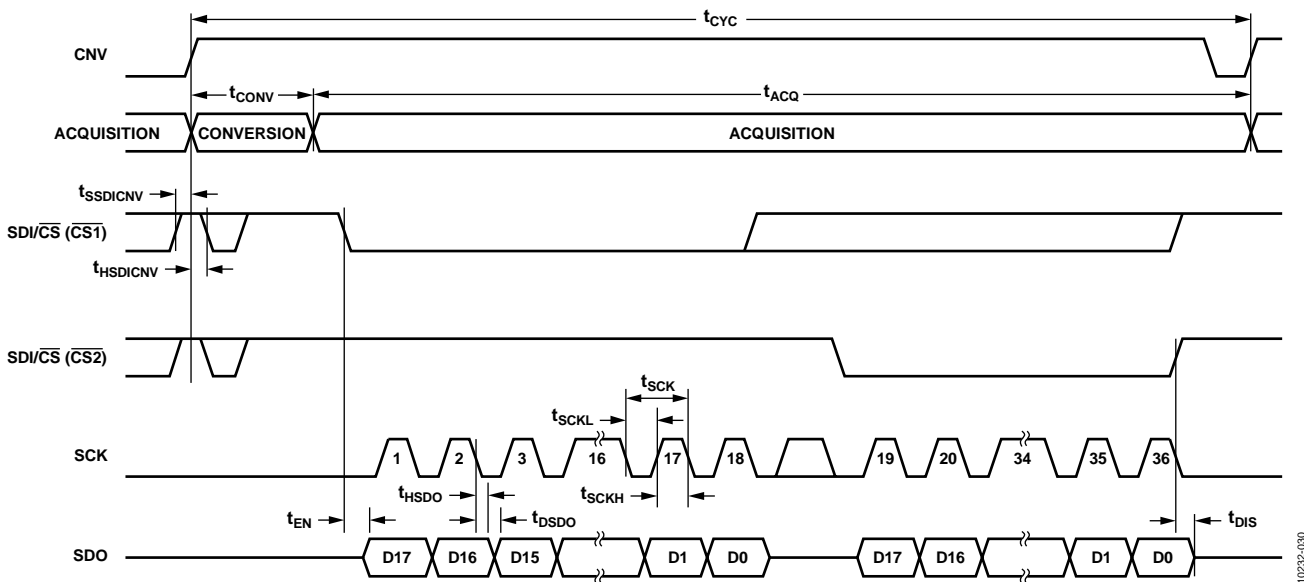 tCYC
CNV
tCONV
tACQ
ACQUISITION
CONVERSION
ACQUISITION
tSSDICNV
SDI/CS (CS1)
tHSDICNV
SDI/CS (CS2)
tSCK
tSCKL
SCK
1 2 3 16 17 18 19 20 34 35 36
tHSDO
tSCKH
tEN
tDSDO
tDIS
SDO
D17 D16 D15 D1 D0 D17 D16 D1 D0
10232-030